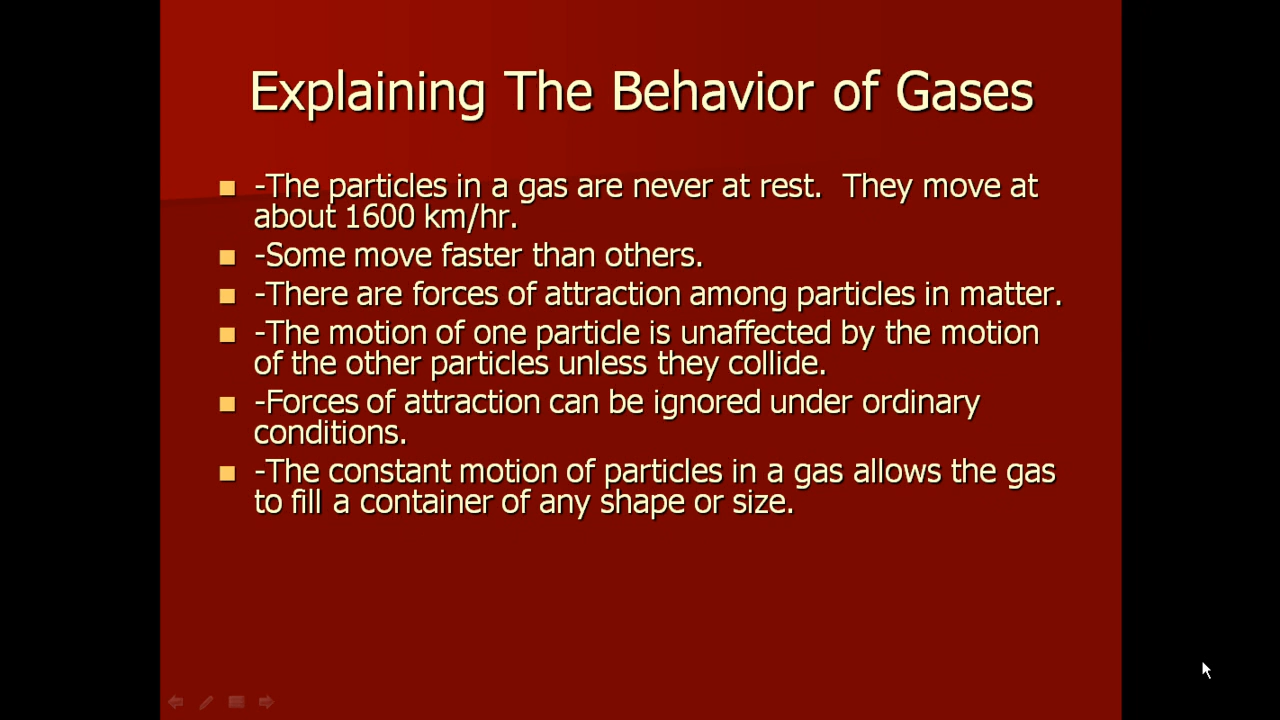 Explaining The Behavior of Gases
-The particles in a gas are never at rest.  They move at
about 1600 km/hr.
-Some move faster than others.
-There are forces of attraction among particles in matter.
-The motion of one particle is unaffected by the motion
of the other particles unless they collide.
-Forces of attraction can be ignored under ordinary
conditions.
-The constant motion of particles in a gas allows the gas
to fill a container of any shape or size.